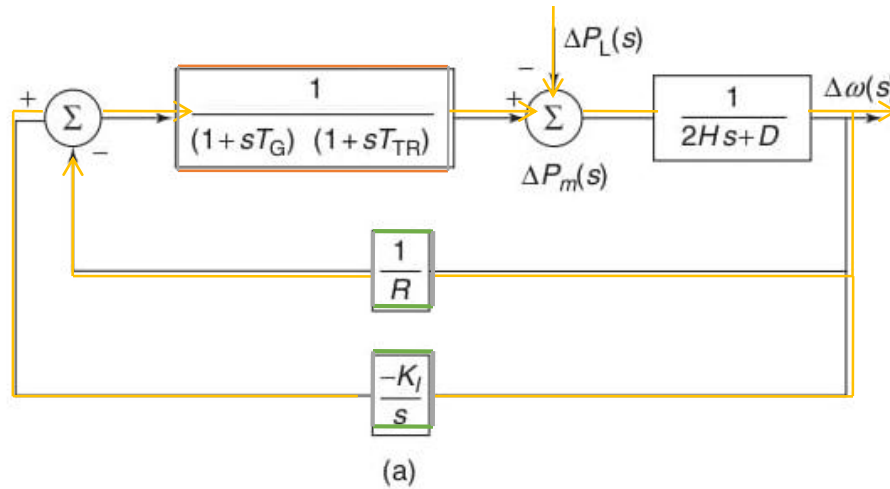 ΔP_L(s)
−
+
Σ
−
1
(1+sT_G) (1+sT_TR)
+
Σ
ΔP_m(s)
1
2Hs+D
Δω(s)
1
R
−K_I
s
(a)